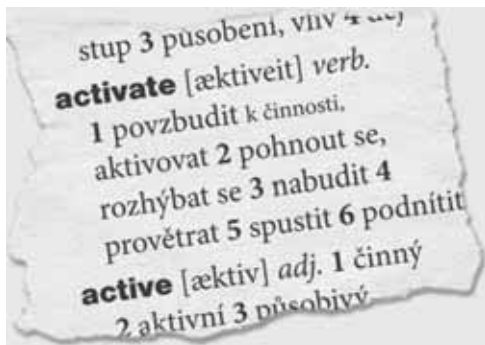 stup 3 působení, vliv 4 děj
activate [æktiveit] verb.
1 povzbudit k činnosti,
aktivovat 2 pohnout se,
rozhýbat se 3 nabudit 4
provětrat 5 spustit 6 podnítit
active [æktiv] adj. 1 činný
2 aktivní 3 působivý